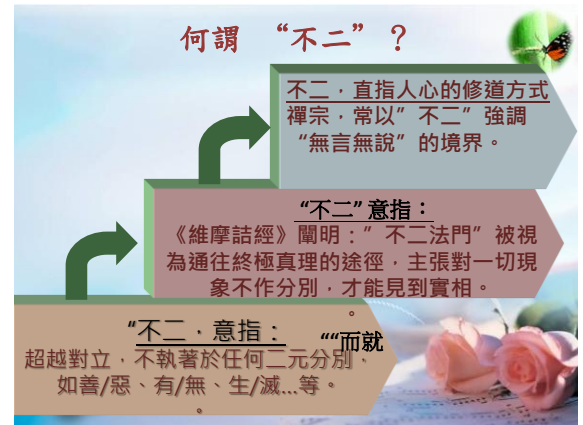 何謂 “不二” ?
不二，直指人心的修道方式
禪宗，常以”不二”強調
“無言無說”的境界。
“不二” 意指：
《維摩詰經》闡明：”不二法門”被視
為通往終極真理的途徑，主張對一切現
象不作分別，才能見到實相。
。
“不二，意指：
““而就
超越對立，不執著於任何二元分別，
如善/惡、有/無、生/滅…等。
。